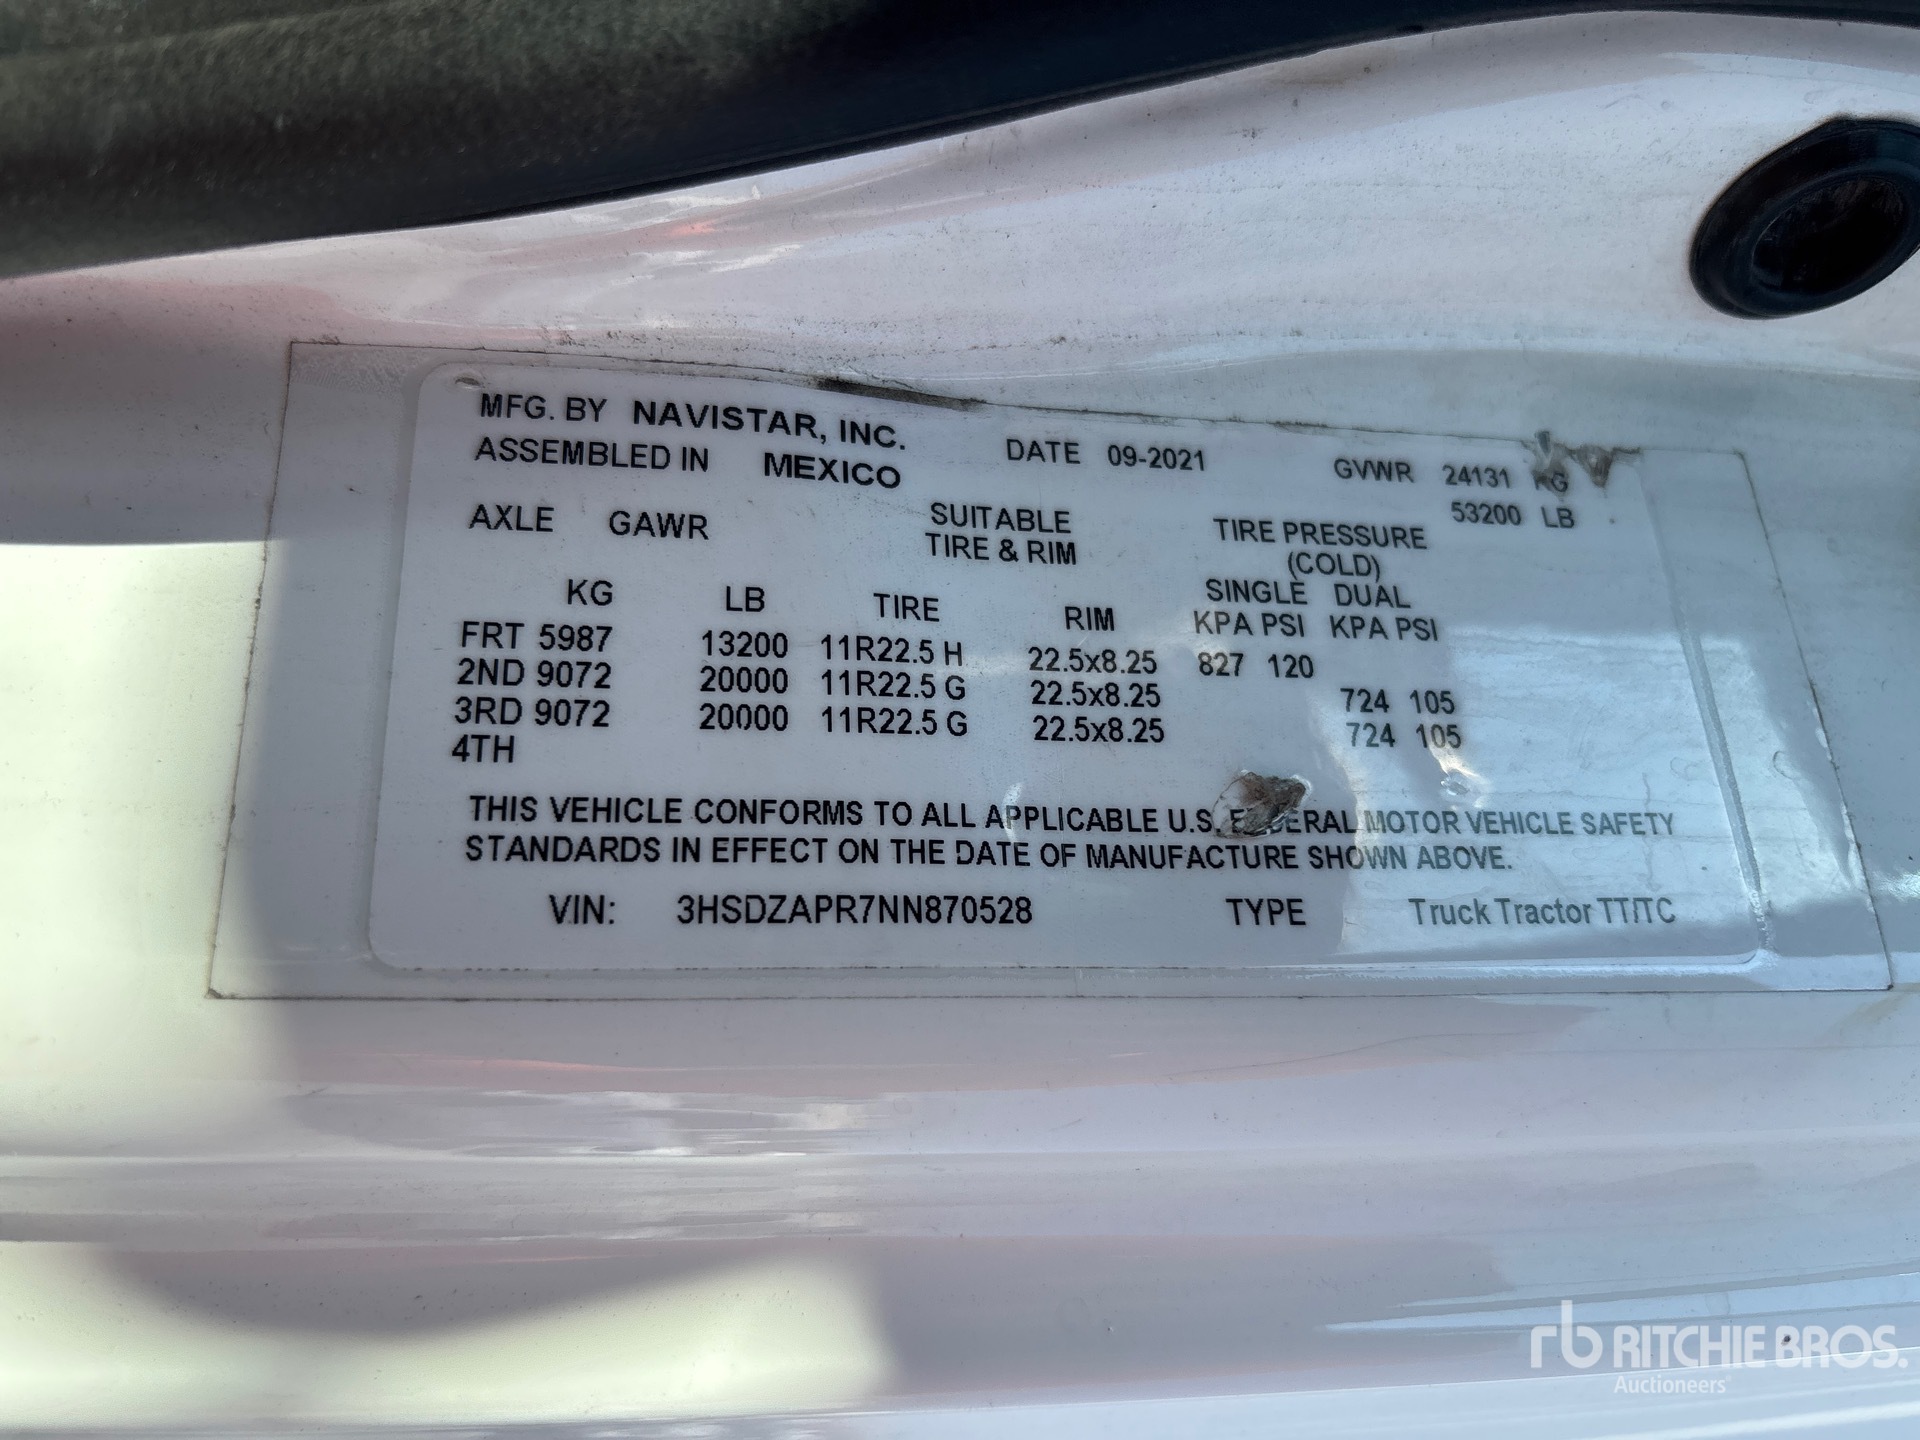 MFG. BY NAVISTAR, INC.
ASSEMBLED IN MEXICO
DATE 09-2021
GVWR 24131 KG
53200 LB
AXLE GAWR
SUITABLE
TIRE & RIM
TIRE PRESSURE
(COLD)
SINGLE DUAL
KG LB TIRE RIM KPA PSI KPA PSI
FRT 5987 13200 11R22.5 H 22.5x8.25 827 120
2ND 9072 20000 11R22.5 G 22.5x8.25 724 105
3RD 9072 20000 11R22.5 G 22.5x8.25 724 105
4TH
THIS VEHICLE CONFORMS TO ALL APPLICABLE U.S. FEDERAL MOTOR VEHICLE SAFETY
STANDARDS IN EFFECT ON THE DATE OF MANUFACTURE SHOWN ABOVE.
VIN: 3HSDZAPR7NN870528 TYPE Truck Tractor TT/TC
rb RITCHIE BROS.
Auctioneers